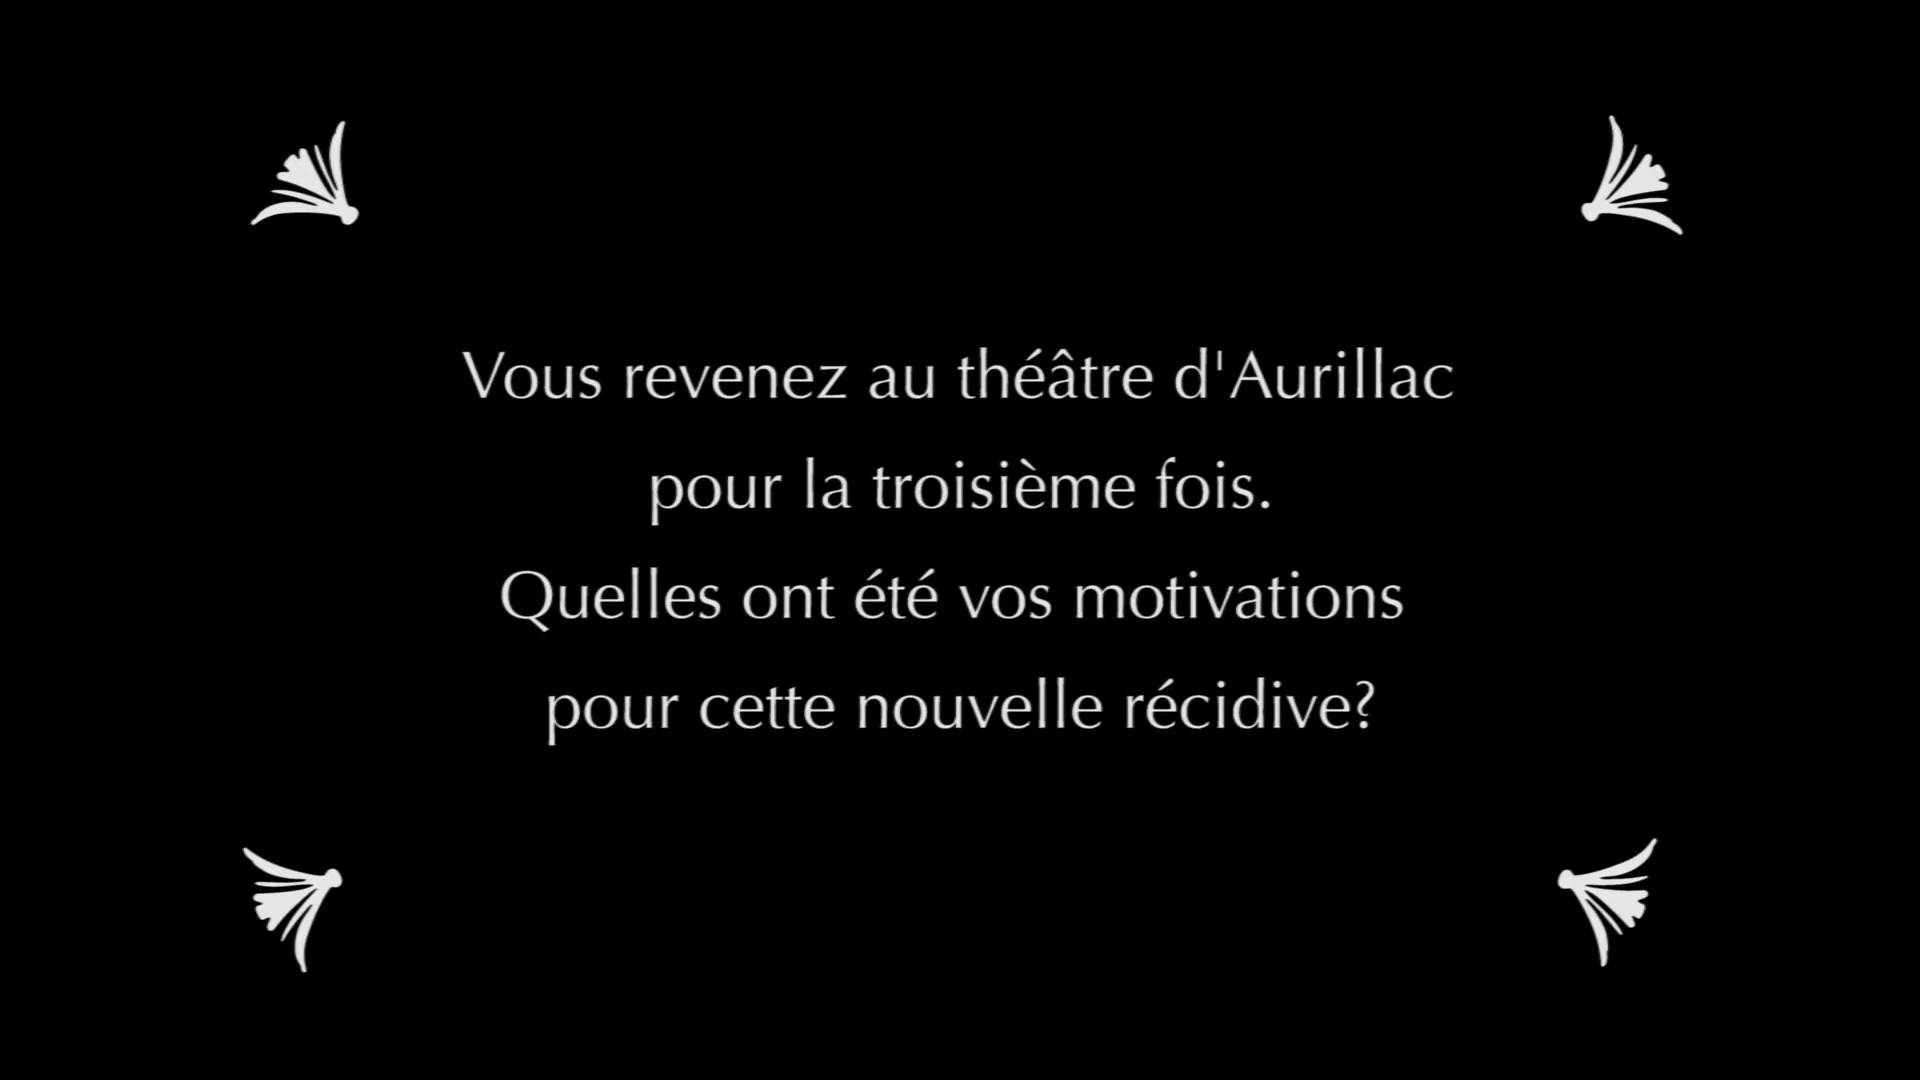 Vous revenez au théâtre d'Aurillac
pour la troisième fois.
Quelles ont été vos motivations
pour cette nouvelle récidive?